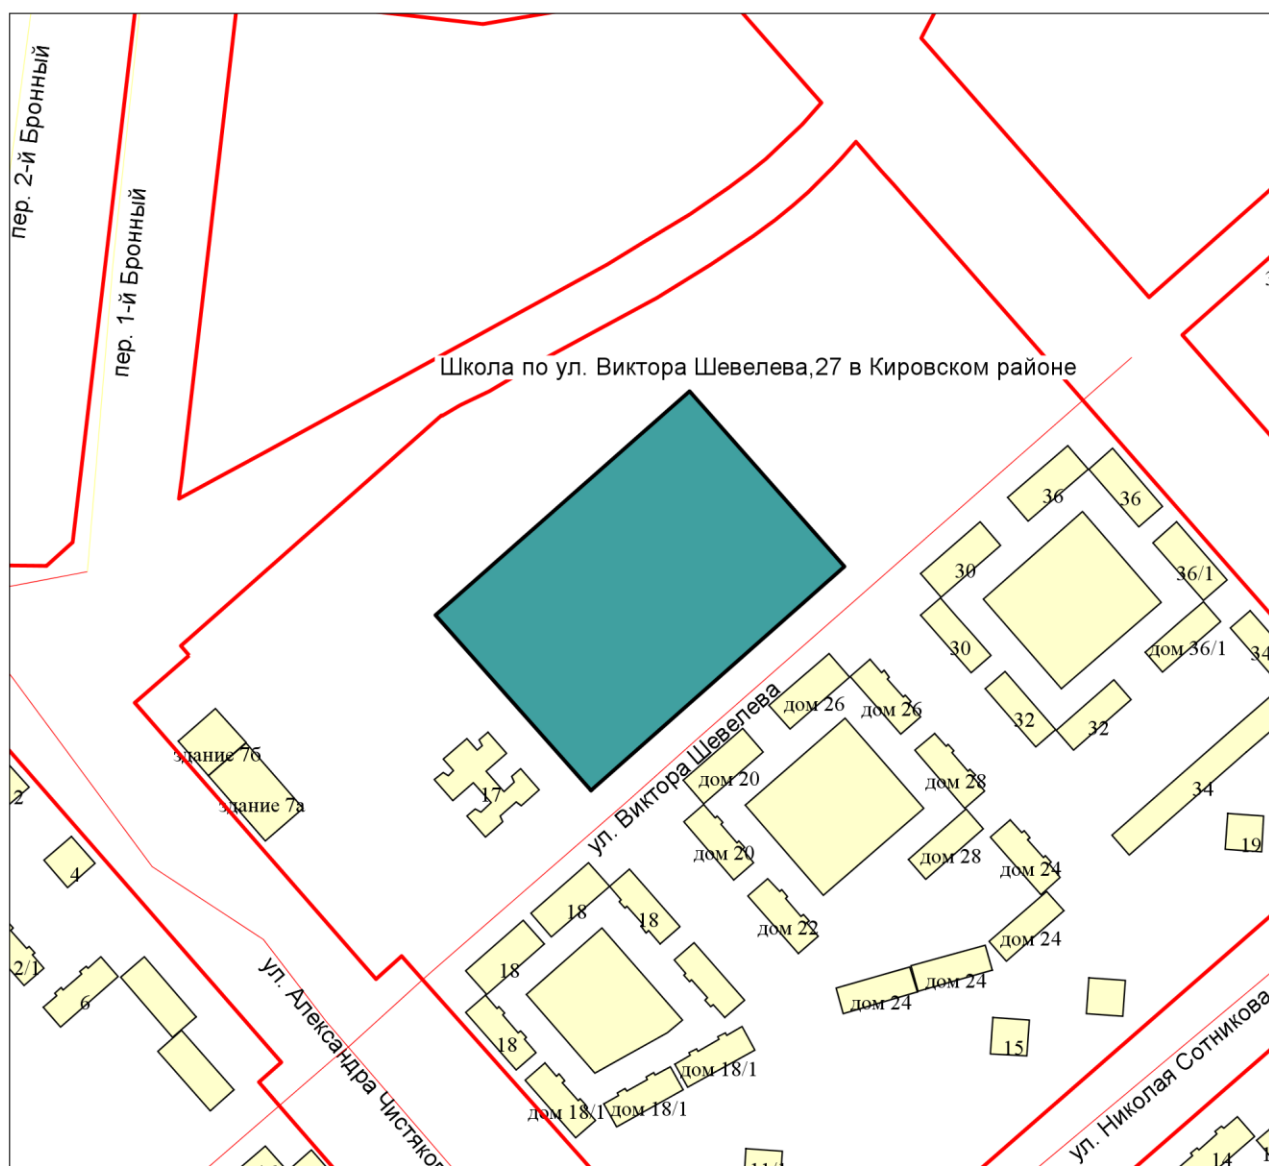 пер. 2-й Бронный
пер. 1-й Бронный
Школа по ул. Виктора Шевелева,27 в Кировском районе
36
36
30
36/1
30
дом 36/1
34
32
32
дом 26
дом 26
ул. Виктора Шевелева
здание 7б
здание 7а
17
дом 20
дом 28
34
2
19
4
дом 20
дом 28
дом 24
18
18
дом 22
дом 24
18
2/1
6
дом 24
дом 24
15
18
ул. Александра Чистяков
ул. Николая Сотникова
дом 18/1
дом 18/1
дом 18/1
14
11/1